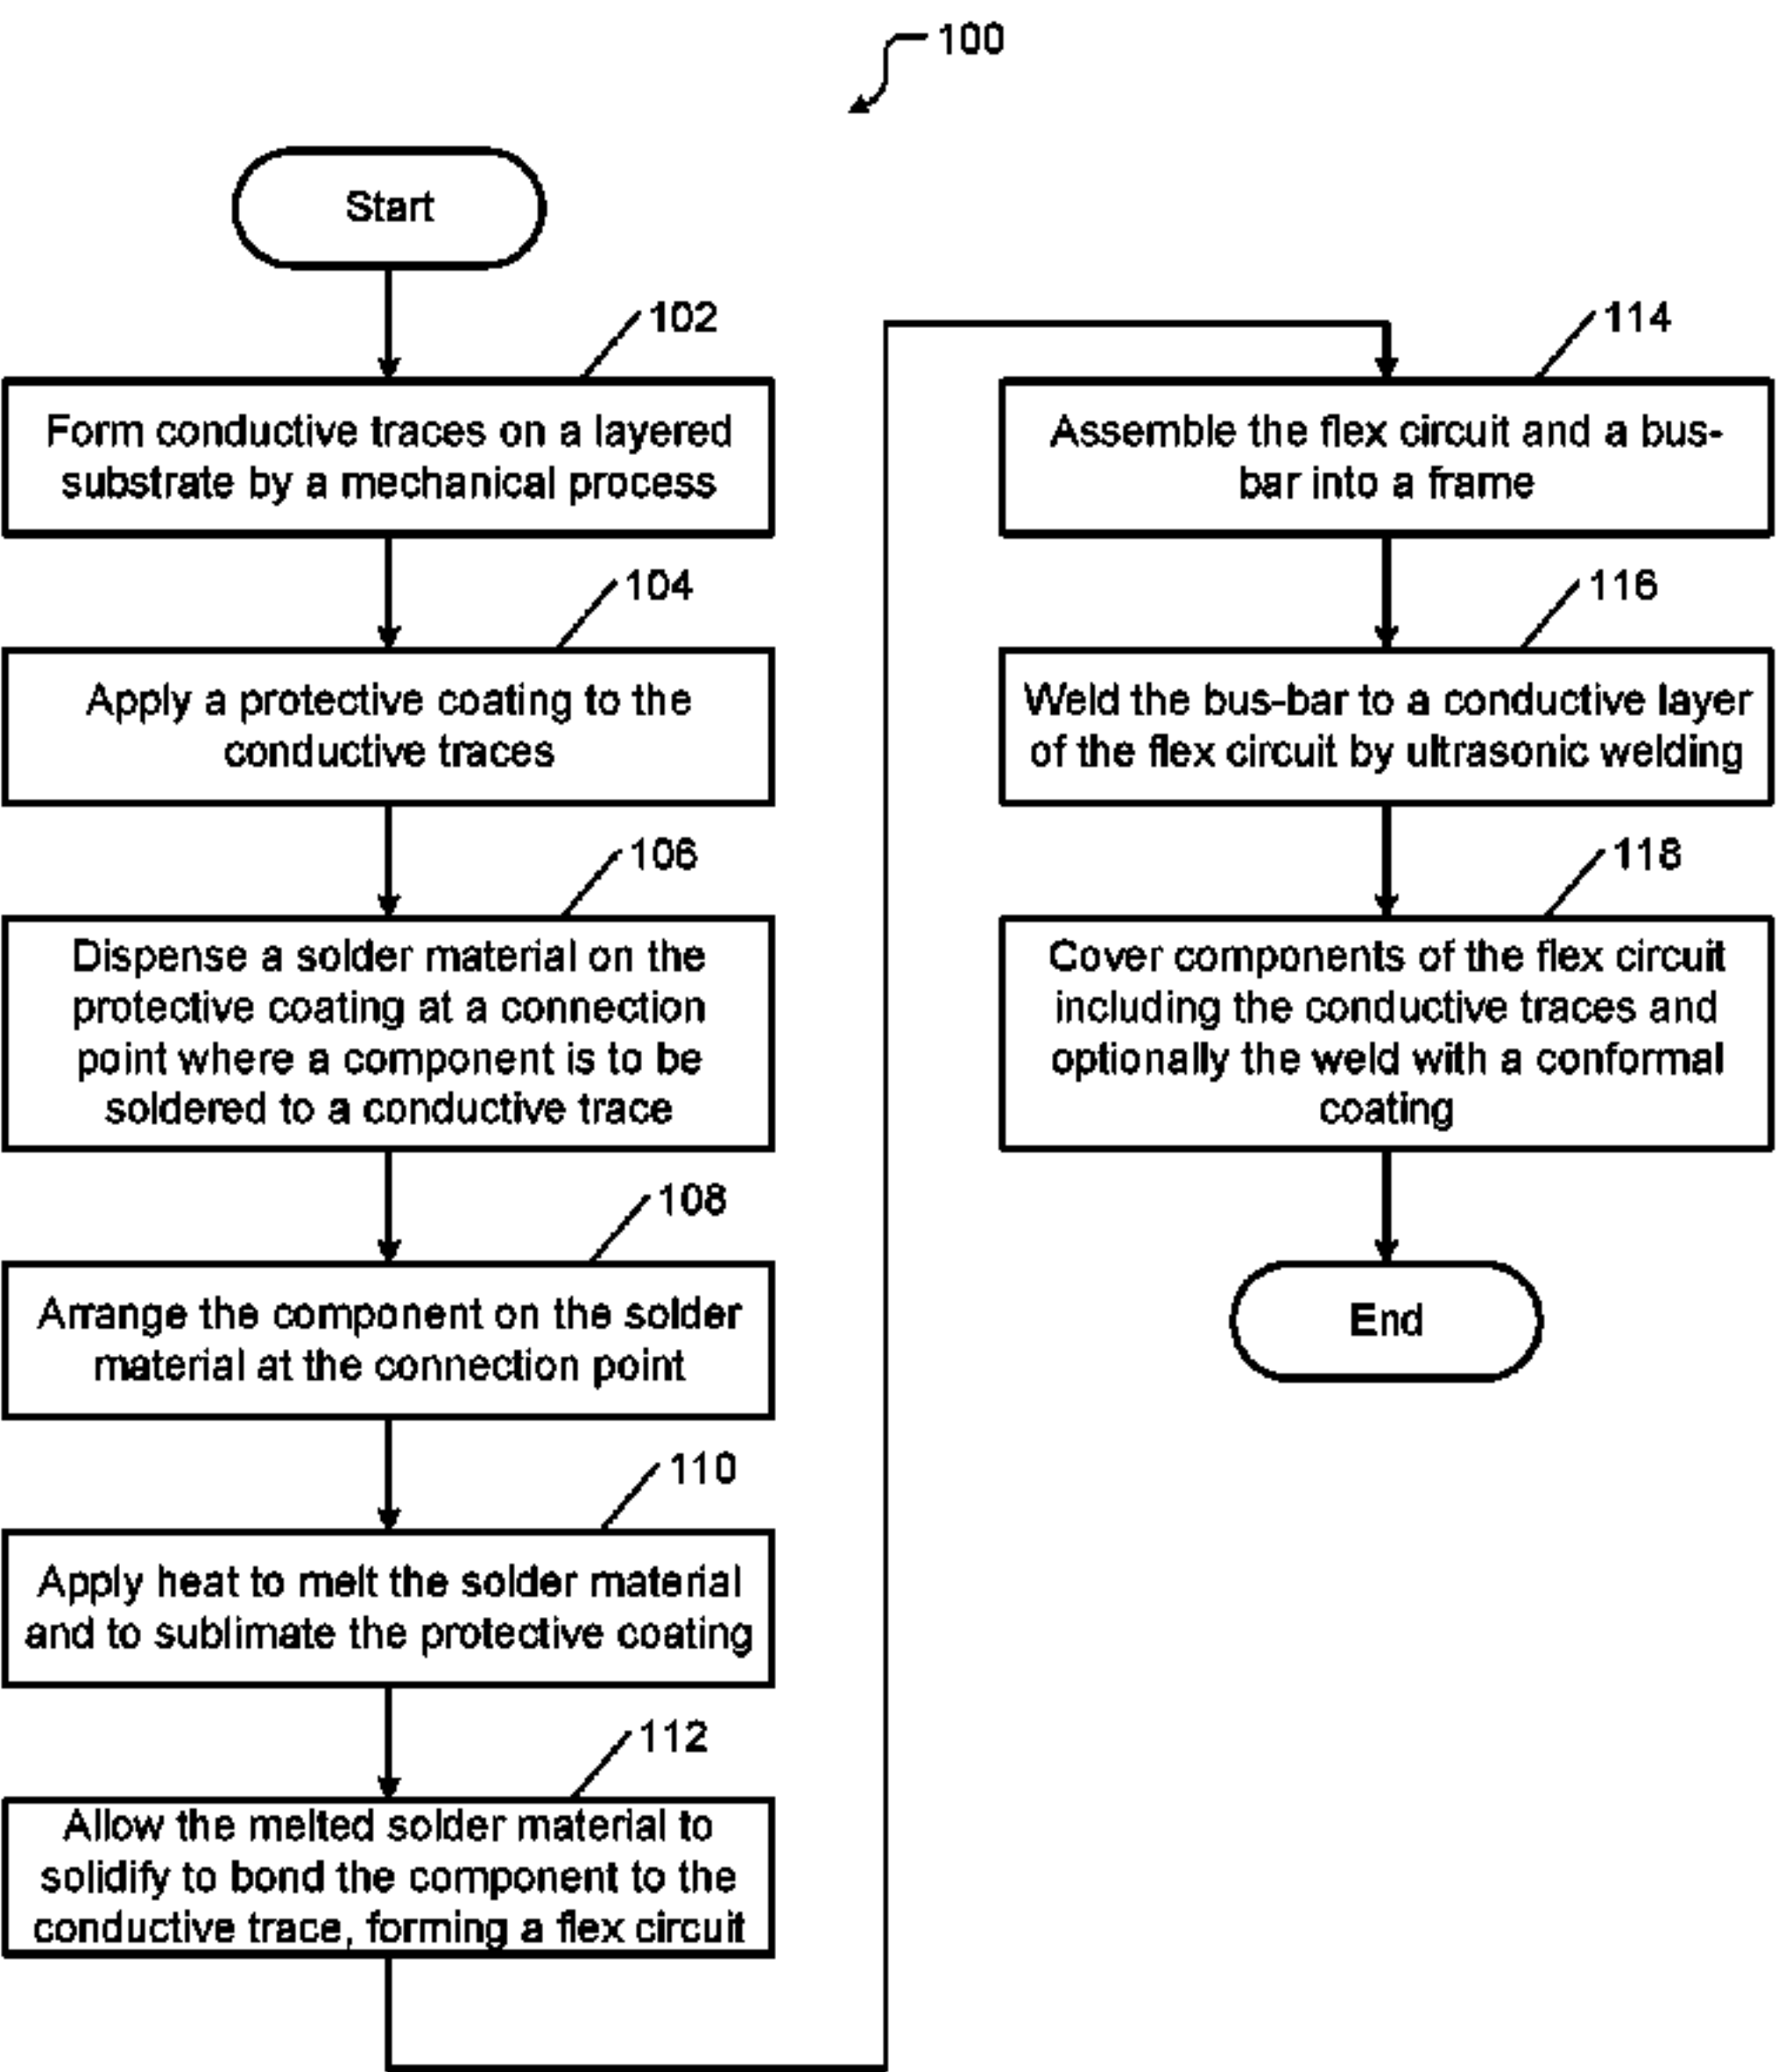 100
Start
102
Form conductive traces on a layered
substrate by a mechanical process
104
Apply a protective coating to the
conductive traces
106
Dispense a solder material on the
protective coating at a connection
point where a component is to be
soldered to a conductive trace
108
Arrange the component on the solder
material at the connection point
110
Apply heat to melt the solder material
and to sublimate the protective coating
112
Allow the melted solder material to
solidify to bond the component to the
conductive trace, forming a flex circuit
114
Assemble the flex circuit and a bus-
bar into a frame
116
Weld the bus-bar to a conductive layer
of the flex circuit by ultrasonic welding
118
Cover components of the flex circuit
including the conductive traces and
optionally the weld with a conformal
coating
End